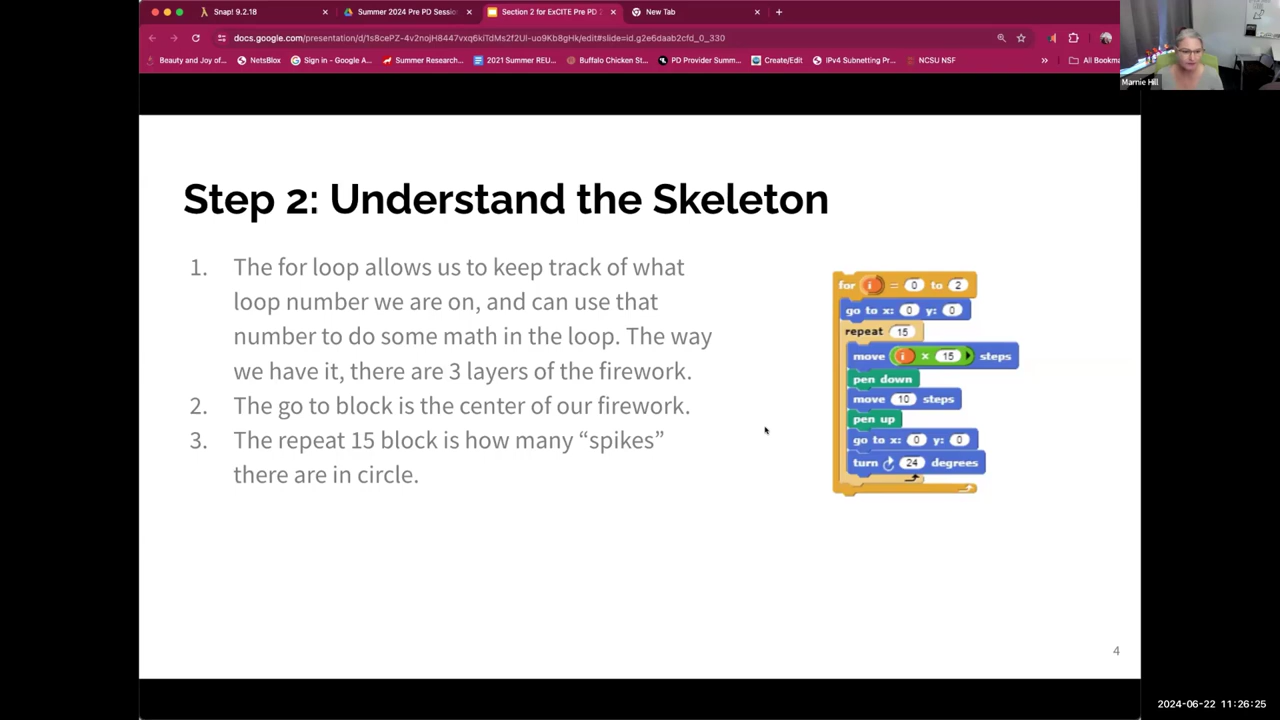 Snap! 9.2.18
Summer 2024 Pre PD Sessio
Section 2 for ExCITE Pre PD 2
New Tab
docs.google.com/presentation/d/1s8cePZ-4v2nojH8447vxq6kiTdMs2f2Ul-uo9Kb8gHk/edit#slide=id.g2e6daab2cfd_0_330
Beauty and Joy of...
NetsBlox
Sign in - Google A...
Summer Research...
2021 Summer REU...
Buffalo Chicken St...
PD Provider Summ...
Create/Edit
IPv4 Subnetting Pr...
NCSU NSF
»
All Bookma
Marnie Hill
Step 2: Understand the Skeleton
1. The for loop allows us to keep track of what
loop number we are on, and can use that
number to do some math in the loop. The way
we have it, there are 3 layers of the firework.
2. The go to block is the center of our firework.
3. The repeat 15 block is how many “spikes”
there are in circle.
for i = 0 to 2
go to x: 0 y: 0
repeat 15
move i × 15 steps
pen down
move 10 steps
pen up
go to x: 0 y: 0
turn 24 degrees
4
2024-06-22 11:26:25